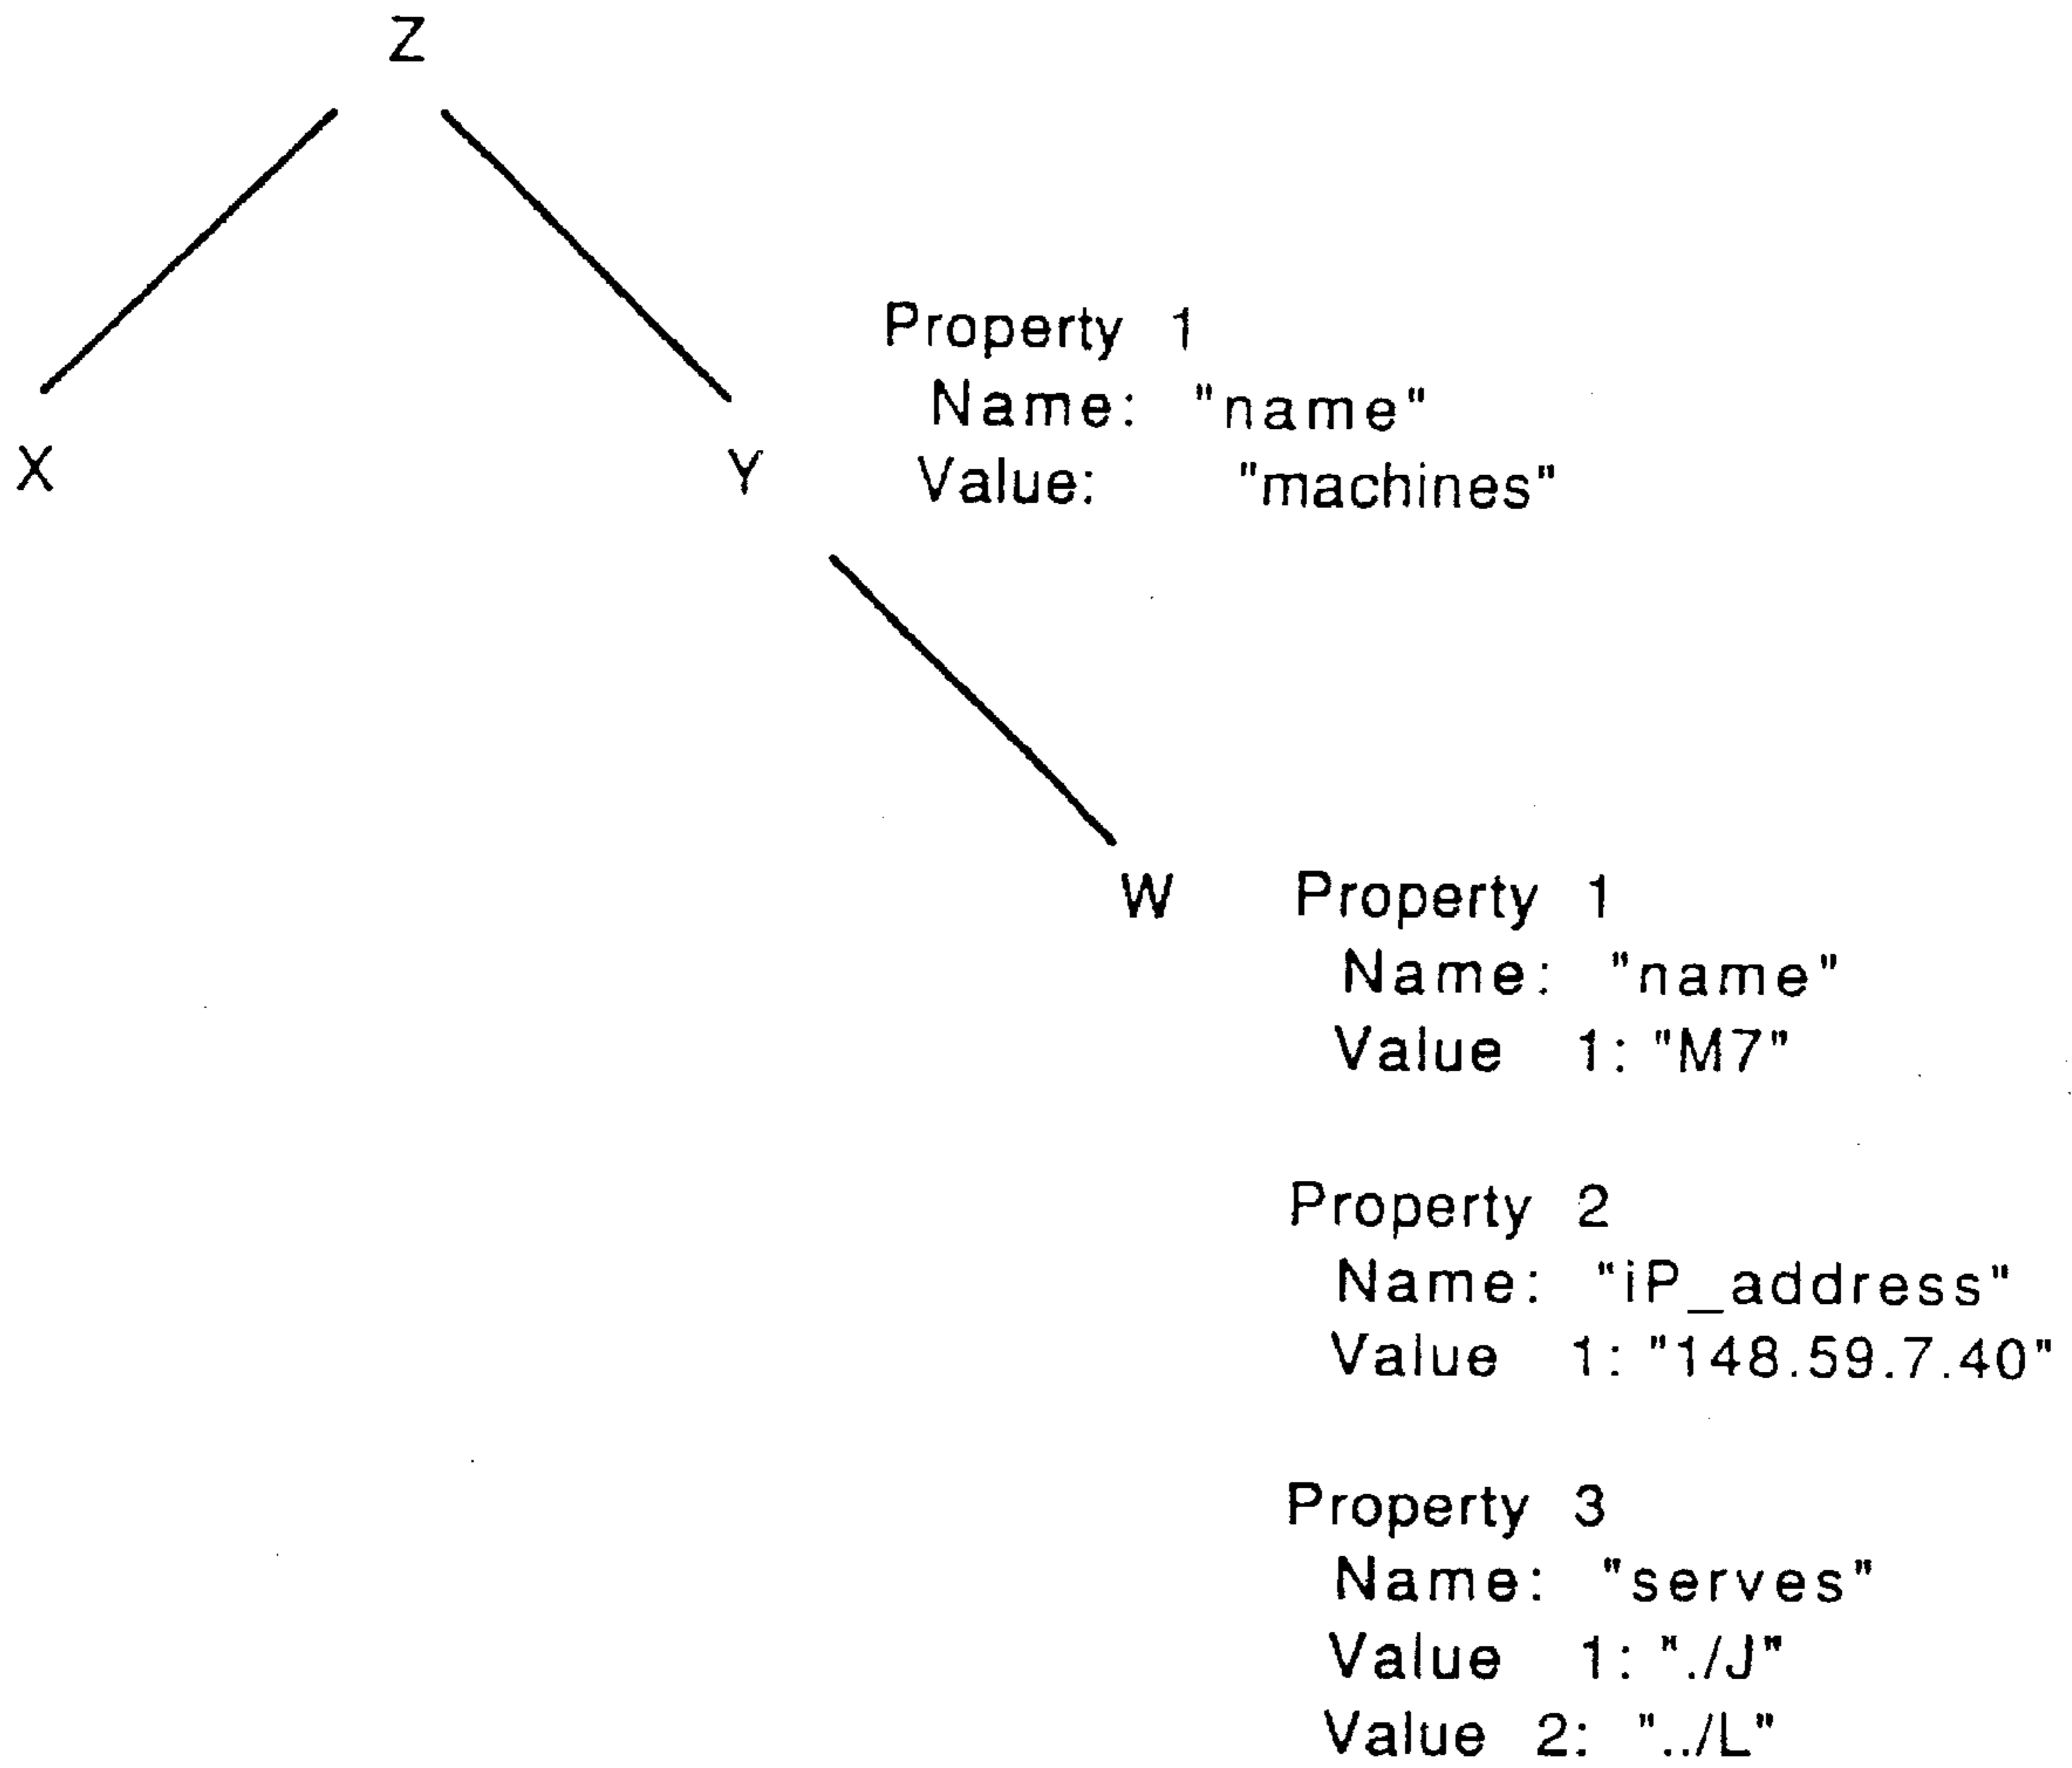 Z
X
Y
Property 1
Name: "name"
Value: "machines"
W
Property 1
Name: "name"
Value 1: "M7"
Property 2
Name: "iP_address"
Value 1: "148.59.7.40"
Property 3
Name: "serves"
Value 1: "./J"
Value 2: "../L"